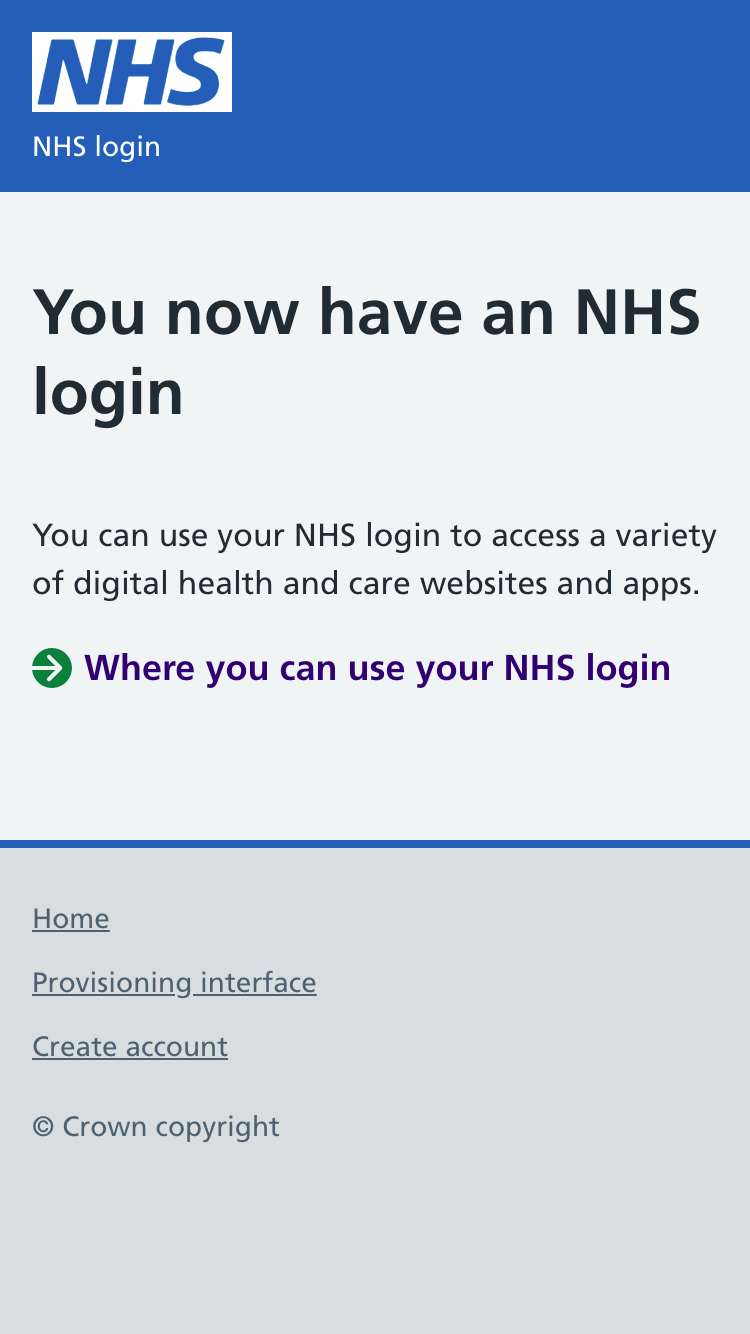 NHS
NHS login
You now have an NHS
login
You can use your NHS login to access a variety
of digital health and care websites and apps.
Where you can use your NHS login
Home
Provisioning interface
Create account
© Crown copyright